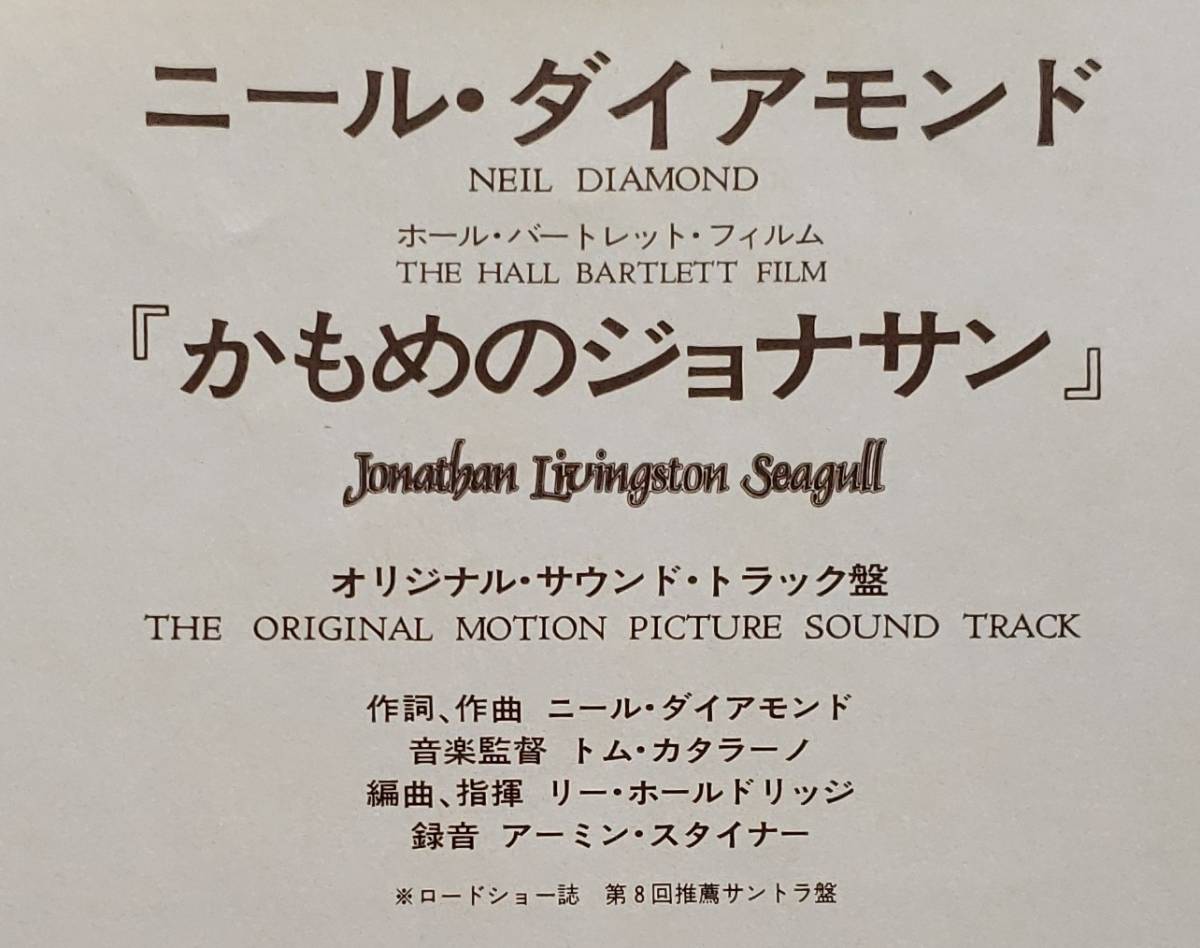 ニール・ダイアモンド
NEIL DIAMOND
ホール・バートレット・フィルム
THE HALL BARTLETT FILM
『かもめのジョナサン』
Jonathan Livingston Seagull
オリジナル・サウンド・トラック盤
THE ORIGINAL MOTION PICTURE SOUND TRACK
作詞、作曲 ニール・ダイアモンド
音楽監督 トム・カタラーノ
編曲、指揮 リー・ホールドリッジ
録音 アーミン・スタイナー
※ロードショー誌 第8回推薦サントラ盤